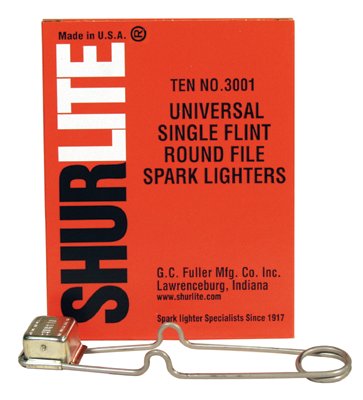 Made in U.S.A. ®
SHURLITE
TEN NO.3001
UNIVERSAL
SINGLE FLINT
ROUND FILE
SPARK LIGHTERS
G.C. Fuller Mfg. Co. Inc.
Lawrenceburg, Indiana
www.shurlite.com
Spark lighter Specialists Since 1917